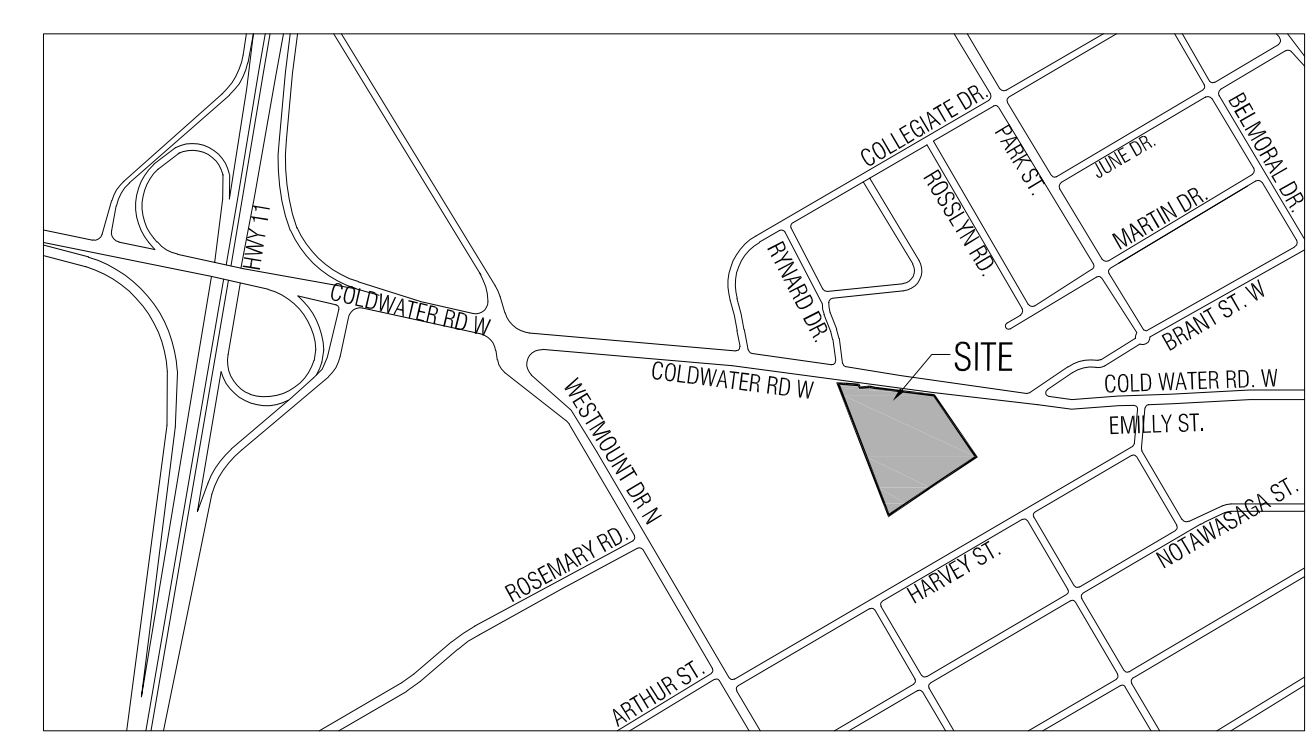 COLLEGIATE DR.
PARK ST.
JUNE DR.
BELMORAL DR.
ROSSLYN RD.
MARTIN DR.
HWY 11
RYNARD DR.
COLDWATER RD W
BRANT ST. W
SITE
COLDWATER RD W
COLD WATER RD. W
EMILLY ST.
WESTMOUNT DR N
NOTAWASAGA ST.
ROSEMARY RD.
HARVEY ST.
ARTHUR ST.